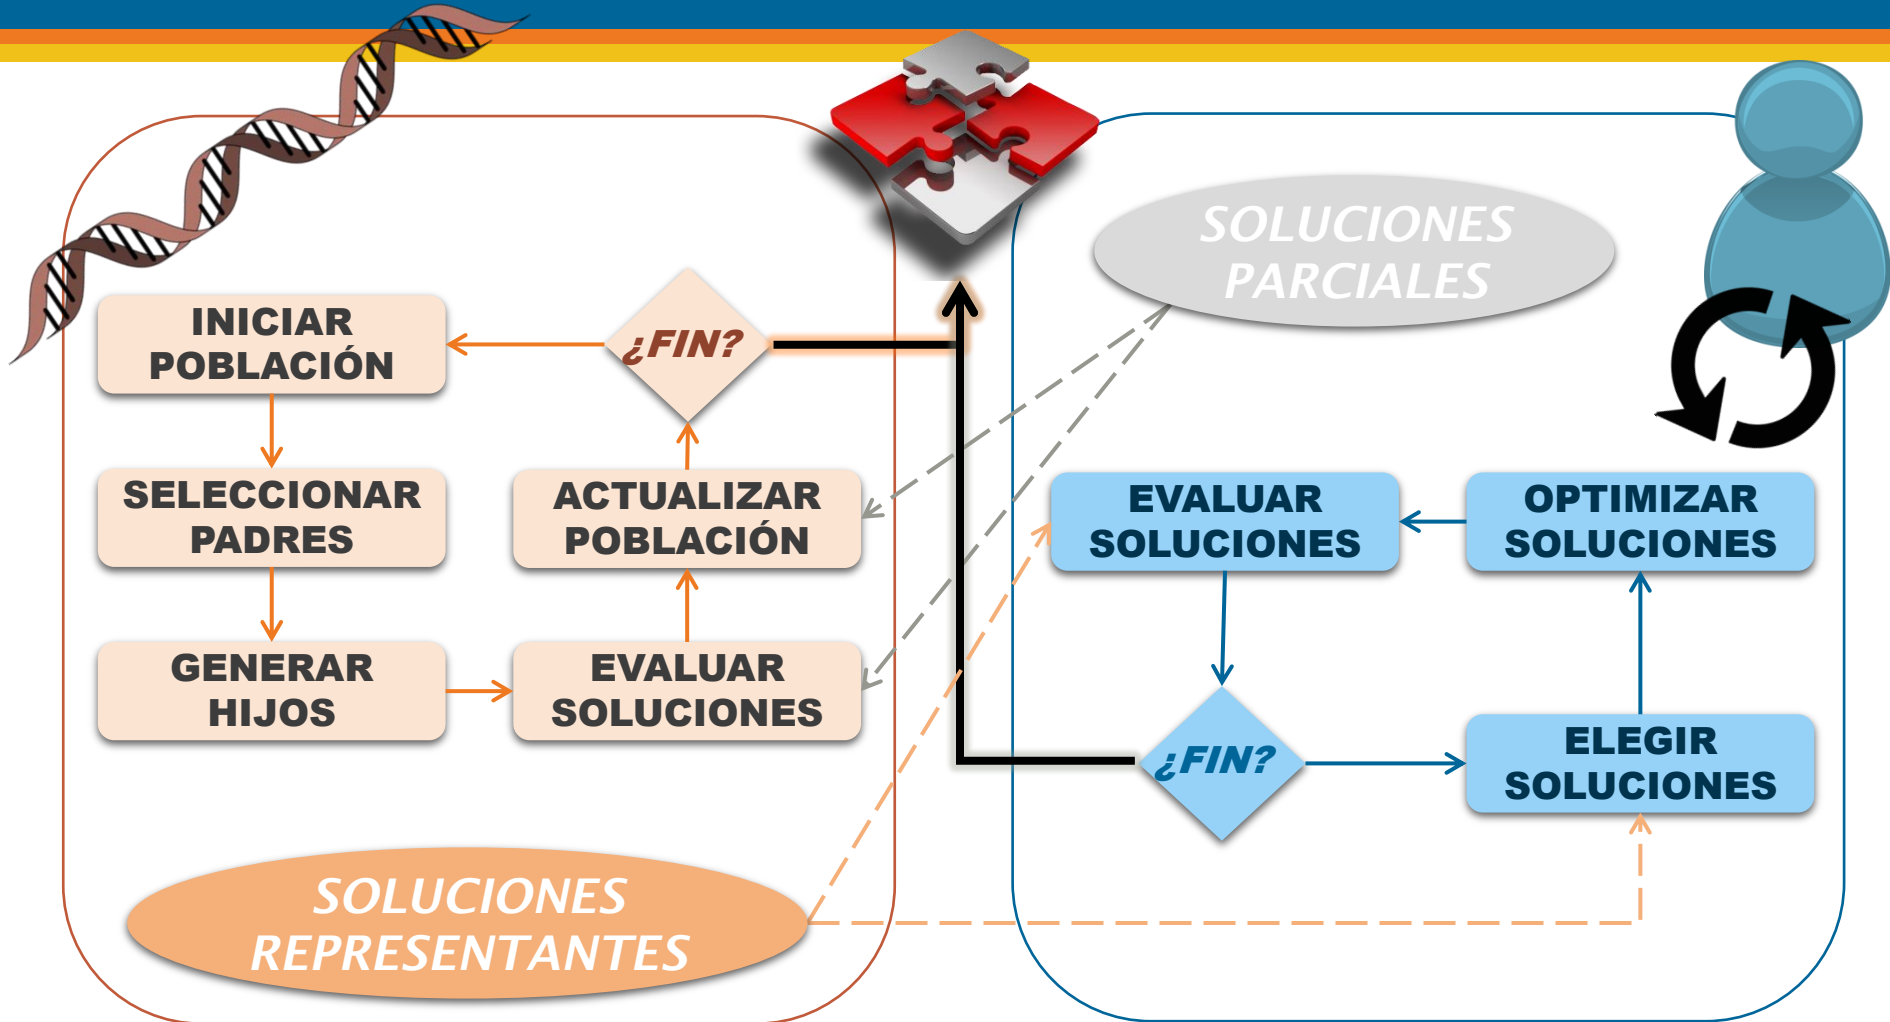 SOLUCIONES
PARCIALES
INICIAR
POBLACIÓN
¿FIN?
SELECCIONAR
PADRES
ACTUALIZAR
POBLACIÓN
EVALUAR
SOLUCIONES
OPTIMIZAR
SOLUCIONES
GENERAR
HIJOS
EVALUAR
SOLUCIONES
¿FIN?
ELEGIR
SOLUCIONES
SOLUCIONES
REPRESENTANTES